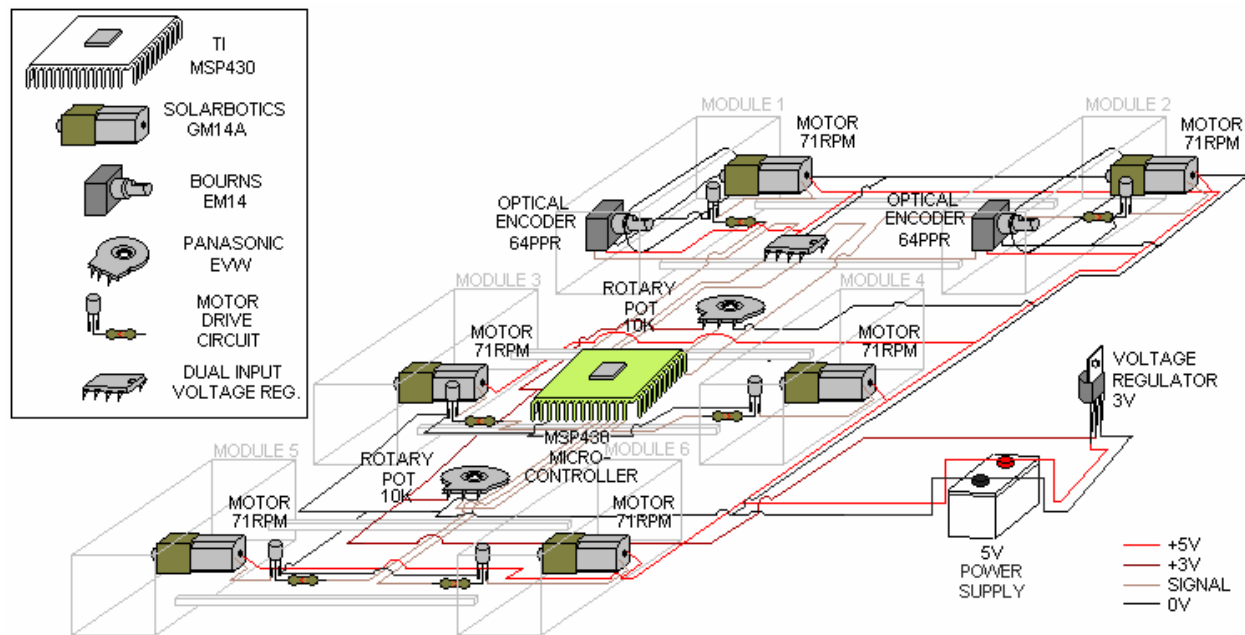 TI
MSP430
SOLARBOTICS
GM14A
BOURNS
EM14
PANASONIC
EVW
MOTOR
DRIVE
CIRCUIT
DUAL INPUT
VOLTAGE REG.
MODULE 1
MOTOR
71RPM
OPTICAL
ENCODER
64PPR
MODULE 2
MOTOR
71RPM
OPTICAL
ENCODER
64PPR
MODULE 3
MOTOR
71RPM
ROTARY
POT
10K
MODULE 4
MOTOR
71RPM
MSP430
MICRO-
CONTROLLER
VOLTAGE
REGULATOR
3V
MODULE 5
MOTOR
71RPM
ROTARY
POT
10K
MODULE 6
MOTOR
71RPM
5V
POWER
SUPPLY
+5V
+3V
SIGNAL
0V